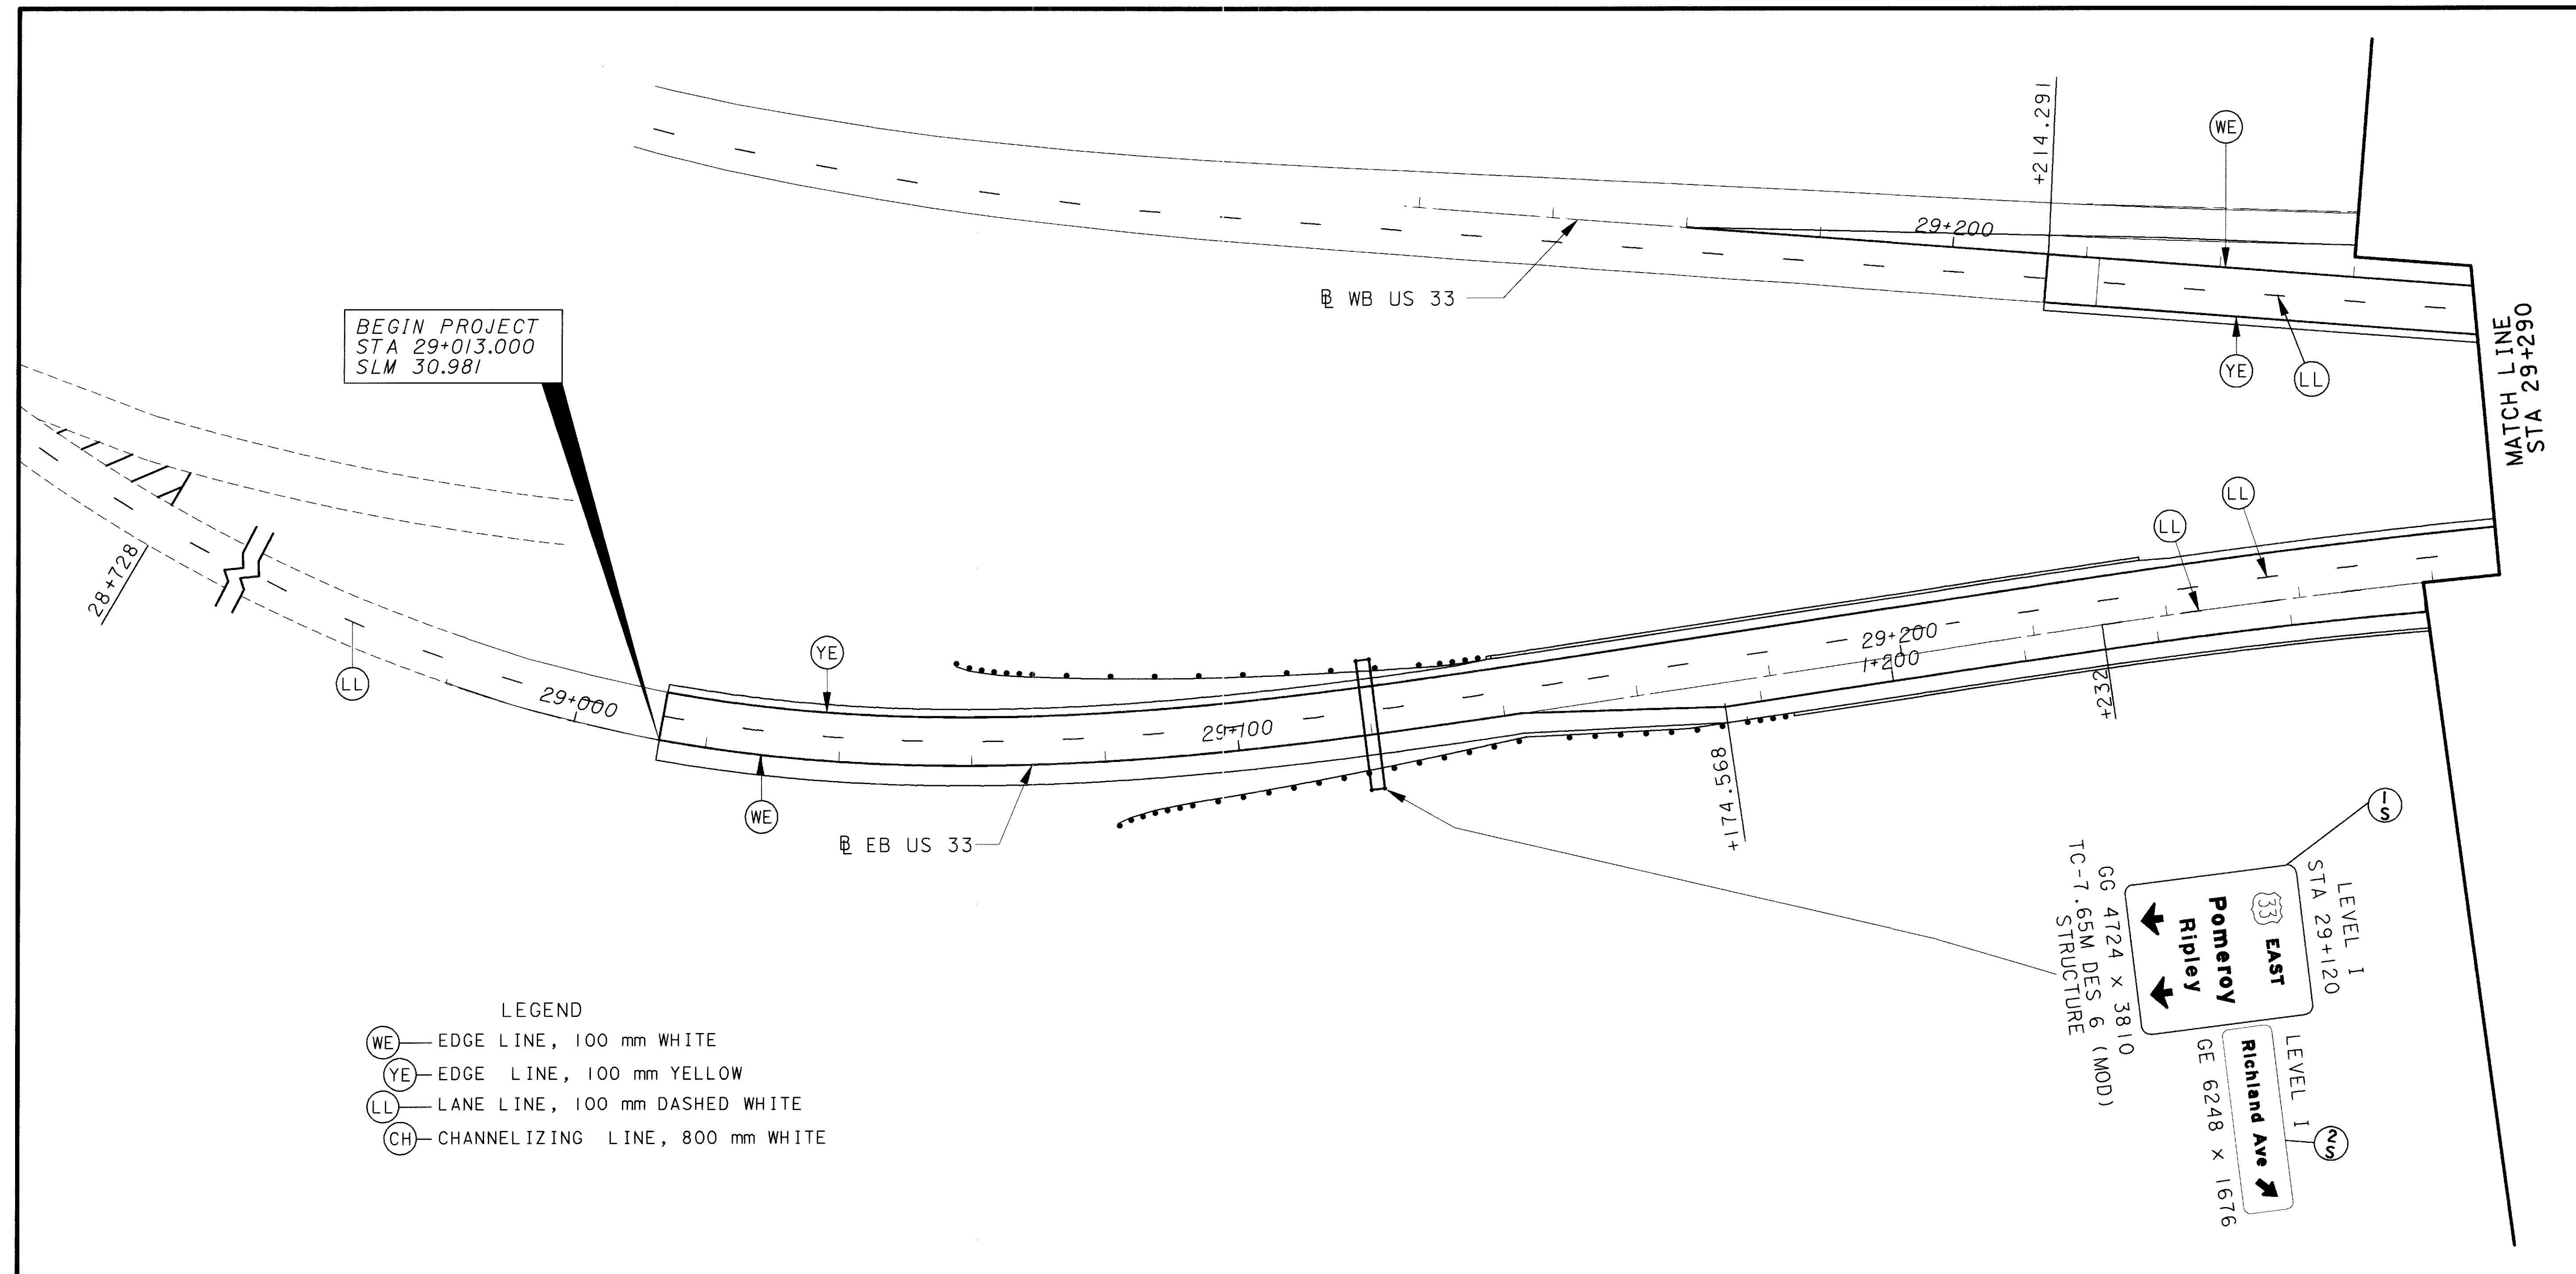 +214.291
WE
29+200
℄ WB US 33
BEGIN PROJECT
STA 29+013.000
SLM 30.981
YE
LL
MATCH LINE
STA 29+290
LL
LL
28+728
LL
YE
29+000
29+100
29+200
1+200
+232
WE
℄ EB US 33
+174.568
1
S
LEVEL I
STA 29+120
33 EAST
Pomeroy
Ripley
GG 4724 x 3810
TC-7.65M DES 6 (MOD)
STRUCTURE
LEVEL I
2
S
Richland Ave
GE 6248 x 1676
LEGEND
WE EDGE LINE, 100 mm WHITE
YE EDGE LINE, 100 mm YELLOW
LL LANE LINE, 100 mm DASHED WHITE
CH CHANNELIZING LINE, 800 mm WHITE